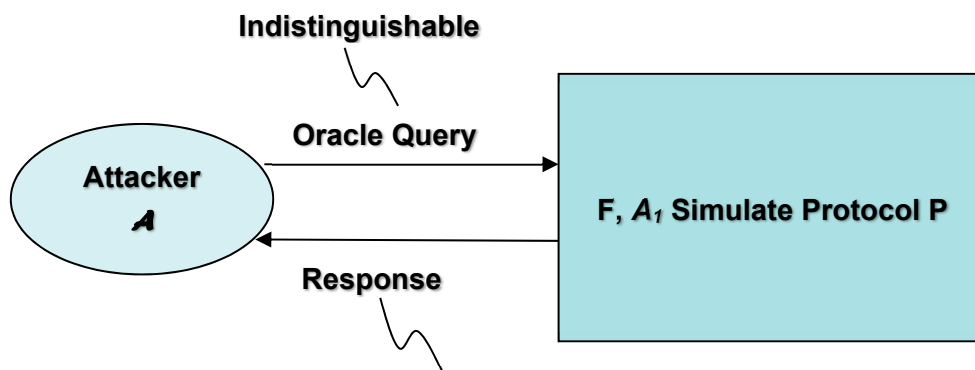 Indistinguishable
Oracle Query
Attacker
𝓐
F, A₁ Simulate Protocol P
Response